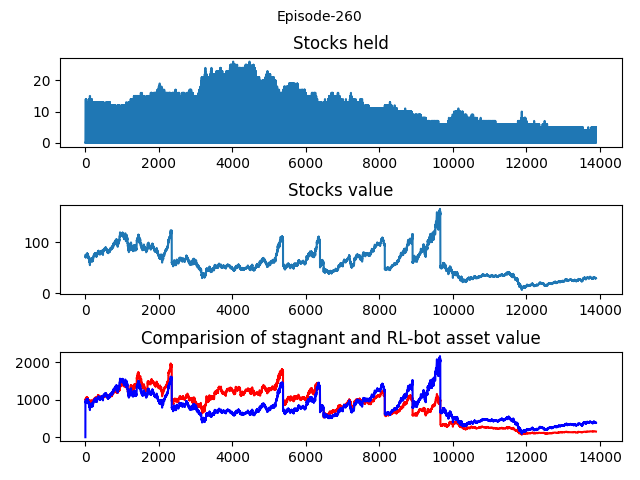 Episode-260
Stocks held
20
10
0
0 2000 4000 6000 8000 10000 12000 14000
Stocks value
100
0
0 2000 4000 6000 8000 10000 12000 14000
Comparision of stagnant and RL-bot asset value
2000
1000
0
0 2000 4000 6000 8000 10000 12000 14000